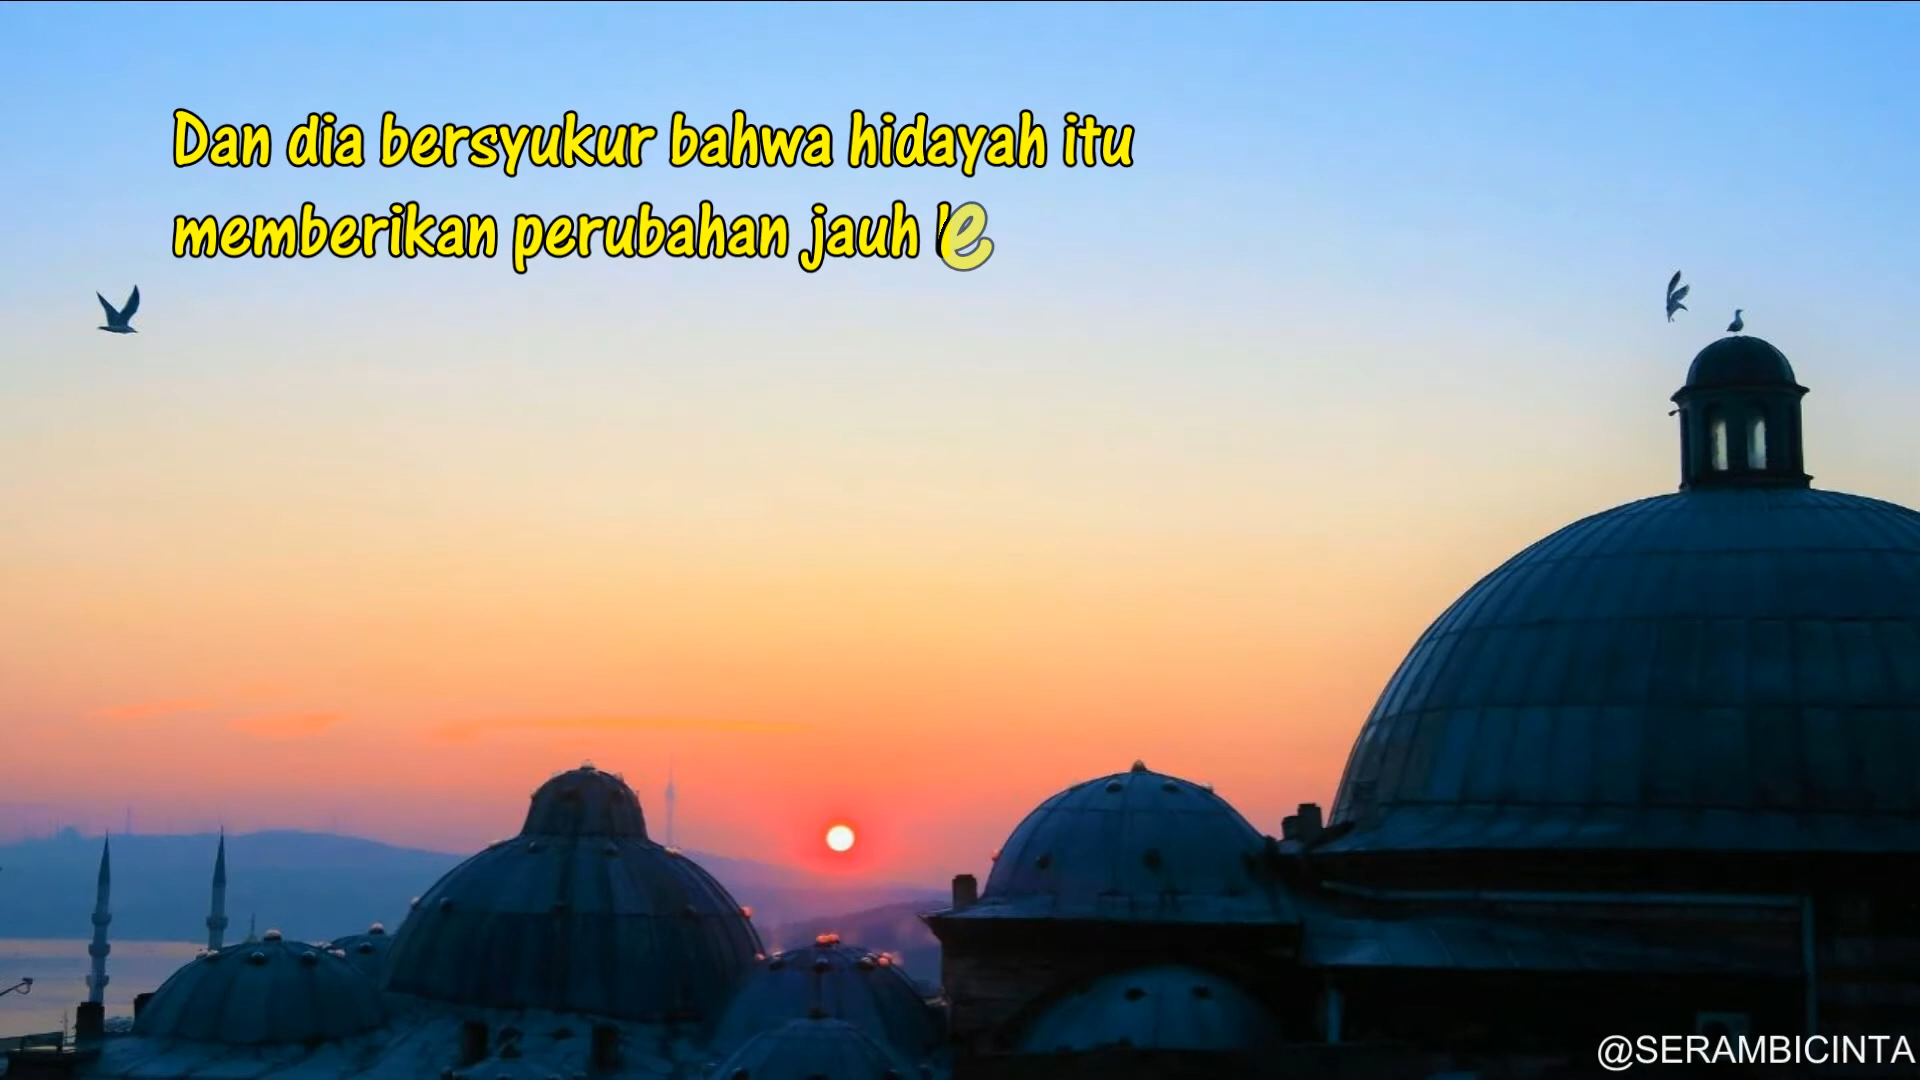 Dan dia bersyukur bahwa hidayah itu
memberikan perubahan jauh le
@SERAMBICINTA